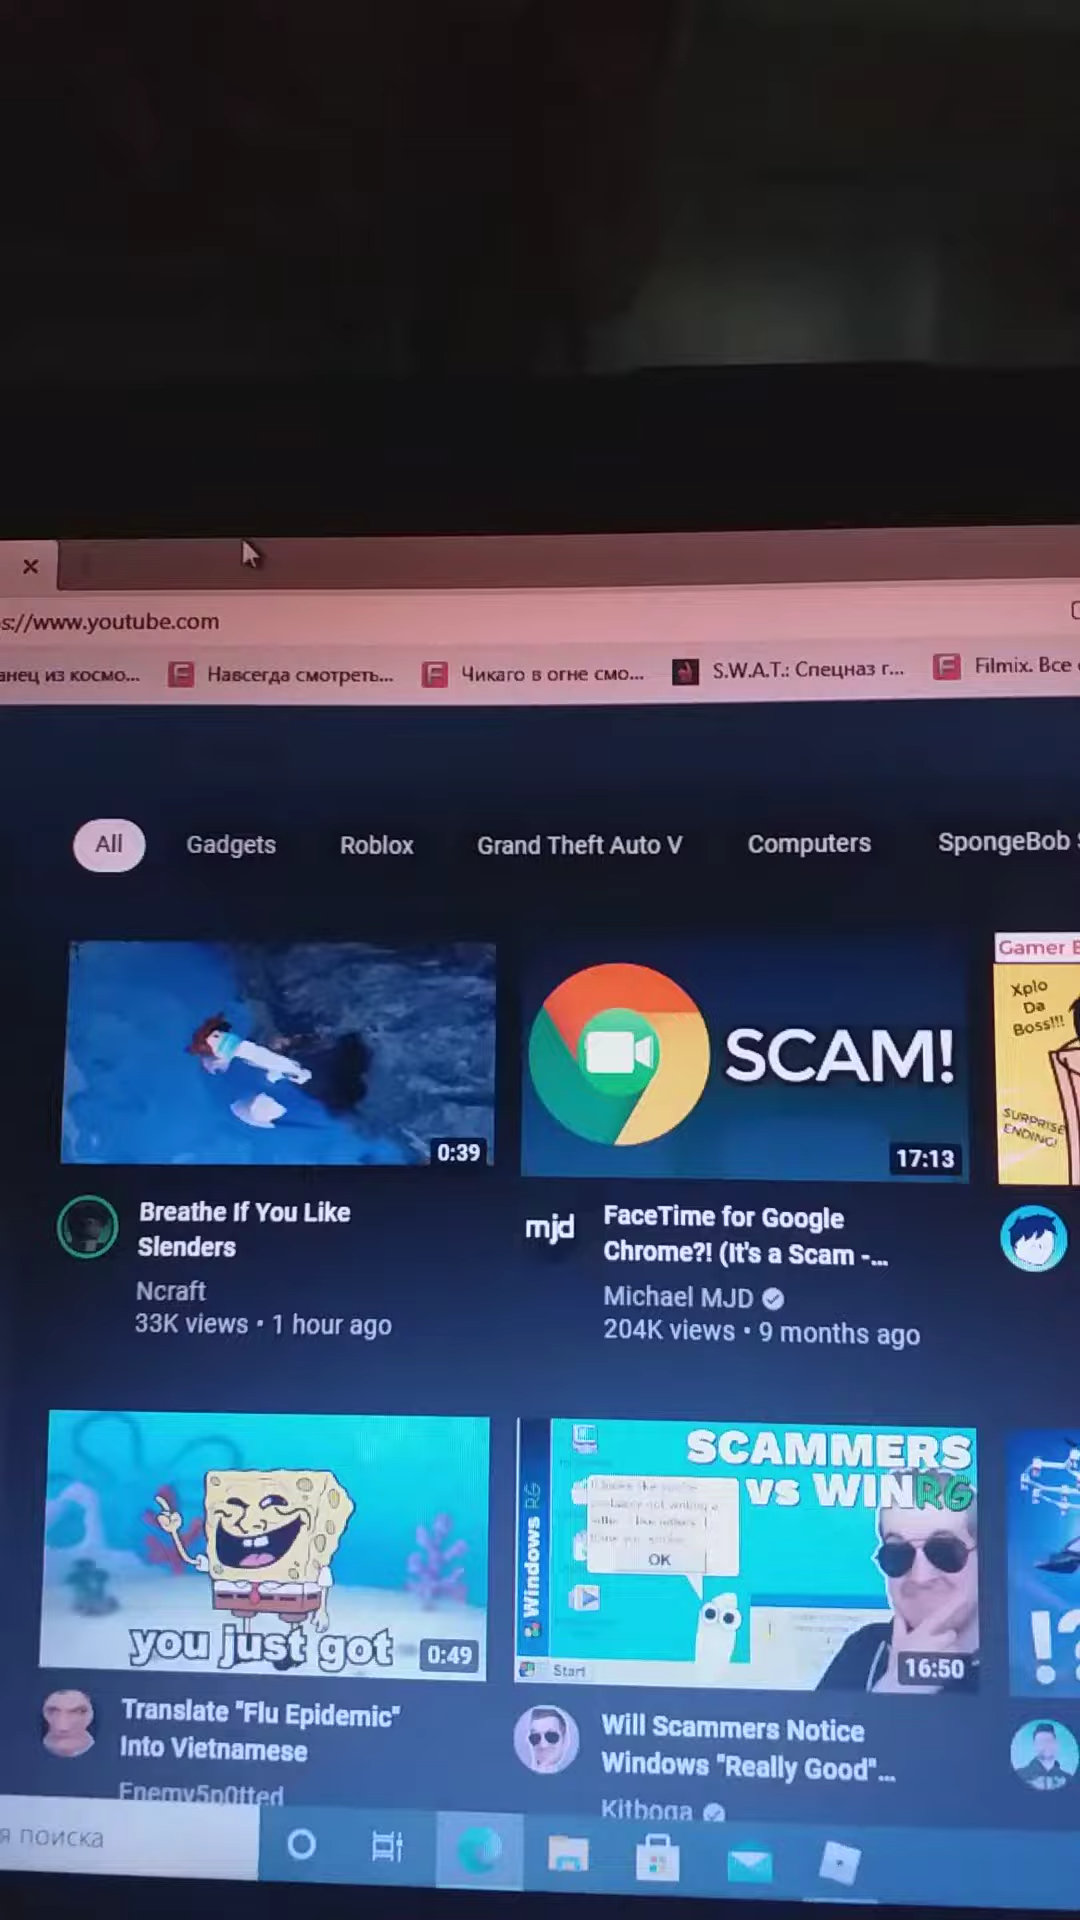 s://www.youtube.com
анец из космо...
Навсегда смотреть...
Чикаго в огне смо...
S.W.A.T.: Спецназ г...
Filmix. Все
All
Gadgets
Roblox
Grand Theft Auto V
Computers
SpongeBob
0:39
SCAM!
17:13
Gamer
Xplo
Da
Boss!!!
SURPRISE
ENDING!
Breathe If You Like
Slenders
Ncraft
33K views • 1 hour ago
mjd
FaceTime for Google
Chrome?! (It's a Scam -...
Michael MJD
204K views • 9 months ago
you just got
0:49
SCAMMERS
vs WINRG
Windows RG
OK
Start
16:50
!?
Translate "Flu Epidemic"
Into Vietnamese
Enemy5p0tted
Will Scammers Notice
Windows "Really Good"...
Kitboga
я поиска